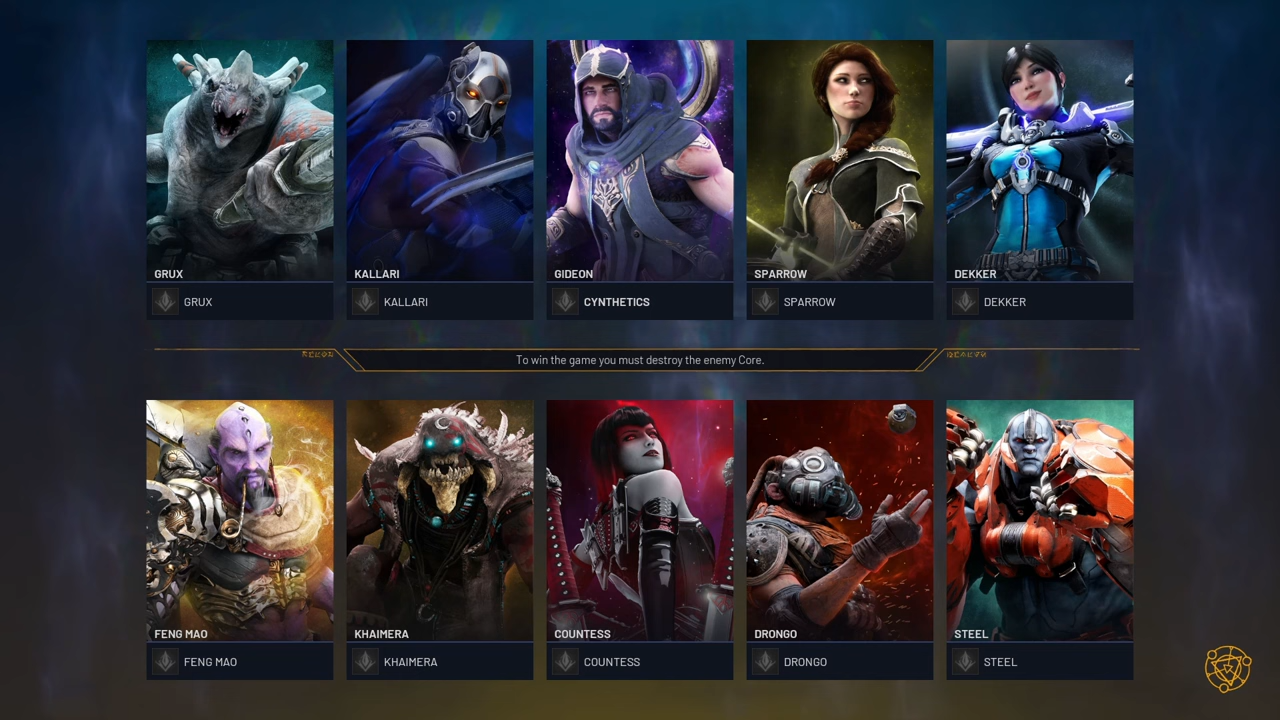 GRUX
KALLARI
GIDEON
SPARROW
DEKKER
GRUX
KALLARI
CYNTHETICS
SPARROW
DEKKER
To win the game you must destroy the enemy Core.
FENG MAO
KHAIMERA
COUNTESS
DRONGO
STEEL
FENG MAO
KHAIMERA
COUNTESS
DRONGO
STEEL